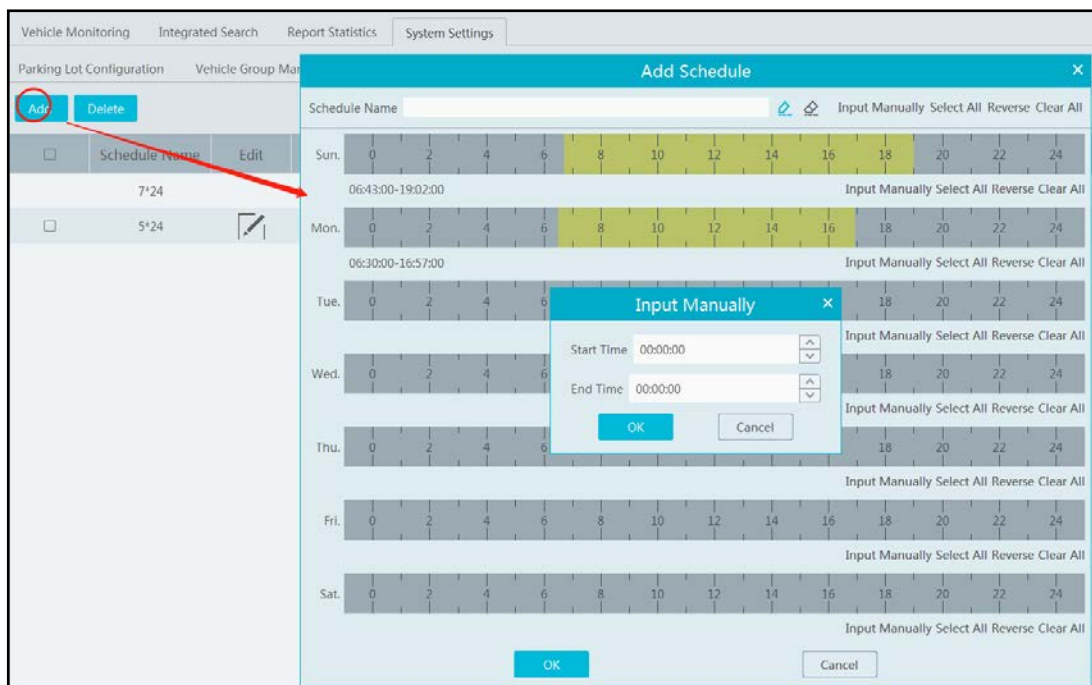 Vehicle Monitoring Integrated Search Report Statistics System Settings
Parking Lot Configuration Vehicle Group Mar
Add Schedule ×
Add Delete
Schedule Name Input Manually Select All Reverse Clear All
Schedule Name Edit
Sun. 0 2 4 6 8 10 12 14 16 18 20 22 24
7*24
06:43:00-19:02:00 Input Manually Select All Reverse Clear All
5*24
Mon. 0 2 4 6 8 10 12 14 16 18 20 22 24
06:30:00-16:57:00 Input Manually Select All Reverse Clear All
Tue. 0 2 4 6 18 20 22 24
Input Manually ×
Input Manually Select All Reverse Clear All
Start Time 00:00:00
Wed. 0 2 4 6 18 20 22 24
End Time 00:00:00
Input Manually Select All Reverse Clear All
OK Cancel
Thu. 0 2 4 6 18 20 22 24
Input Manually Select All Reverse Clear All
Fri. 0 2 4 6 8 10 12 14 16 18 20 22 24
Input Manually Select All Reverse Clear All
Sat. 0 2 4 6 8 10 12 14 16 18 20 22 24
Input Manually Select All Reverse Clear All
OK Cancel